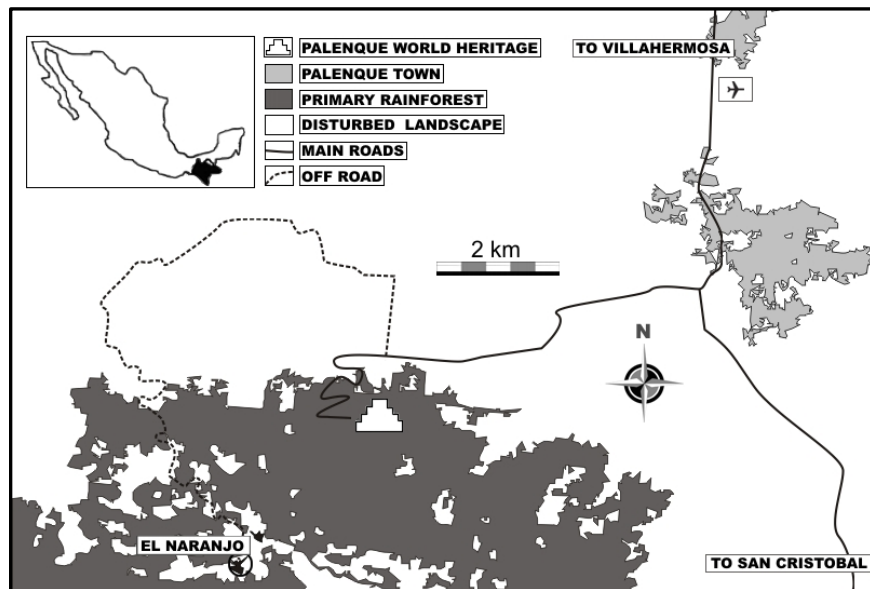 PALENQUE WORLD HERITAGE
PALENQUE TOWN
PRIMARY RAINFOREST
DISTURBED LANDSCAPE
MAIN ROADS
OFF ROAD
TO VILLAHERMOSA
2 km
N
EL NARANJO
TO SAN CRISTOBAL